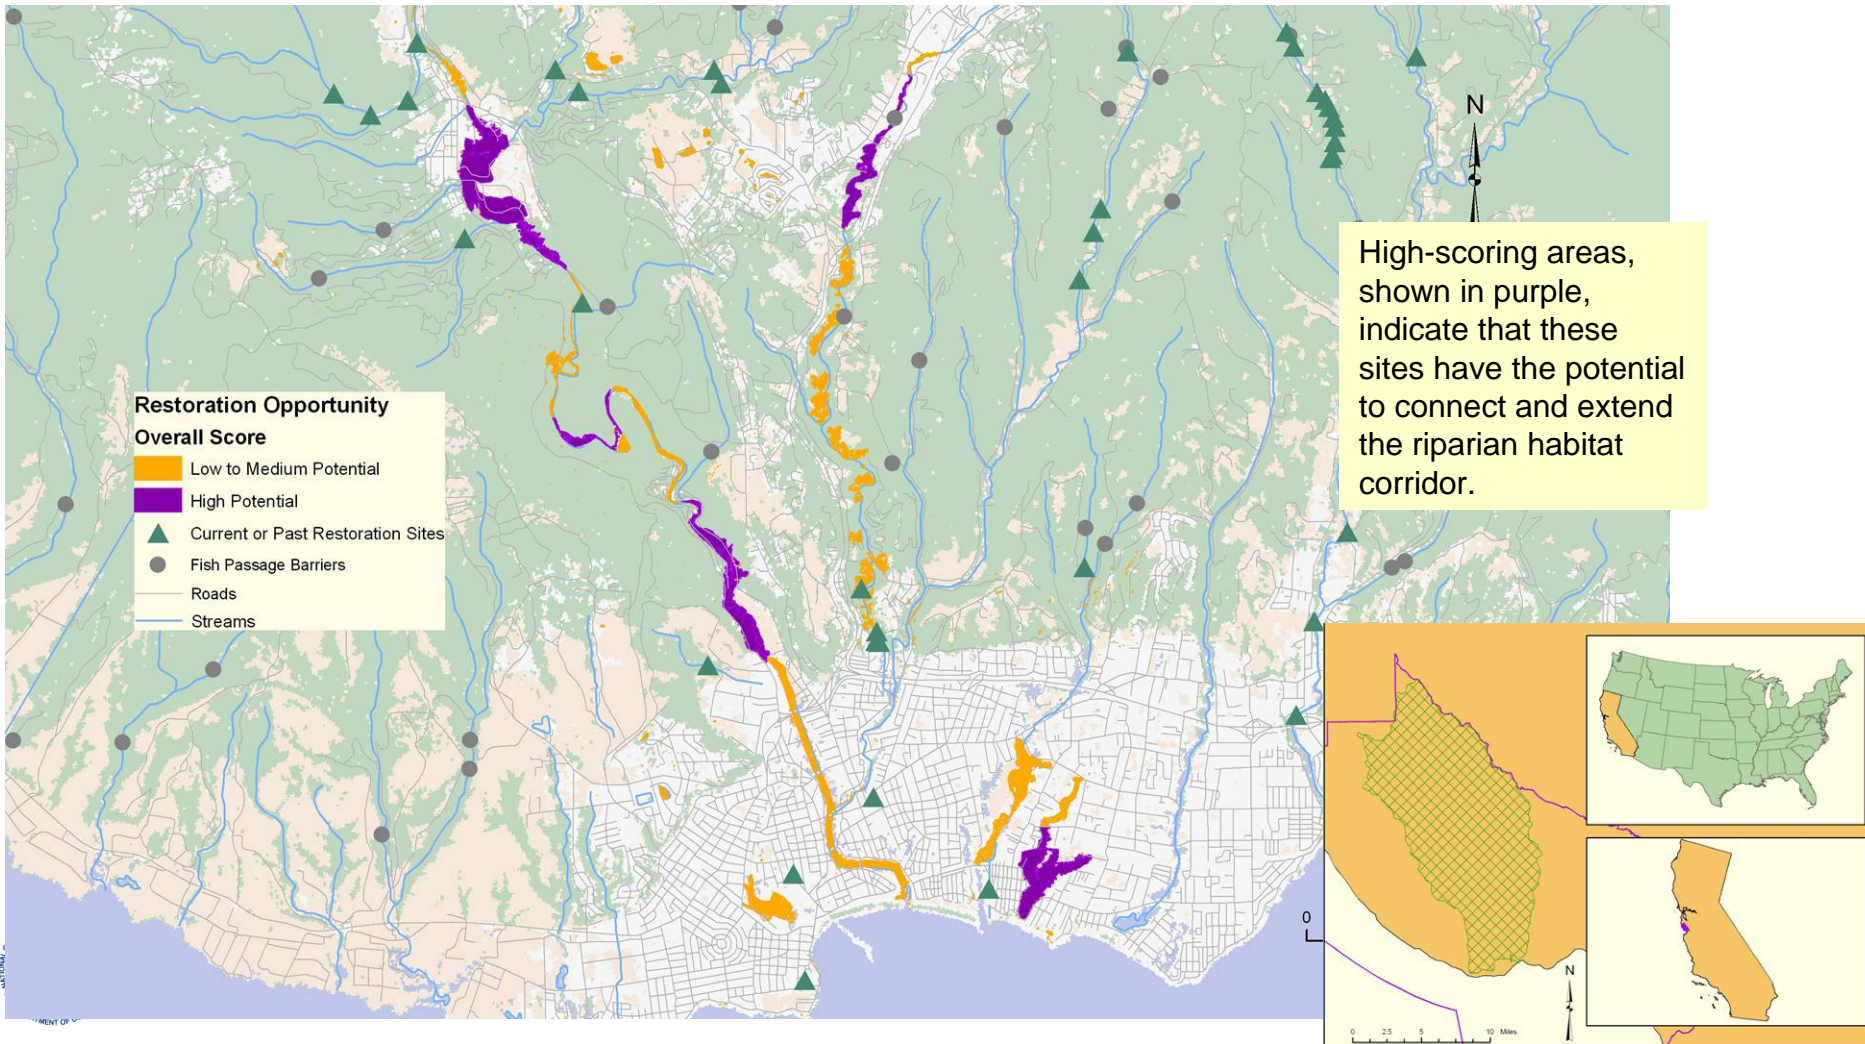 N
High-scoring areas,
shown in purple,
indicate that these
sites have the potential
to connect and extend
the riparian habitat
corridor.
Restoration Opportunity
Overall Score
Low to Medium Potential
High Potential
Current or Past Restoration Sites
Fish Passage Barriers
Roads
Streams
0
N
0 2.5 5 10 Miles